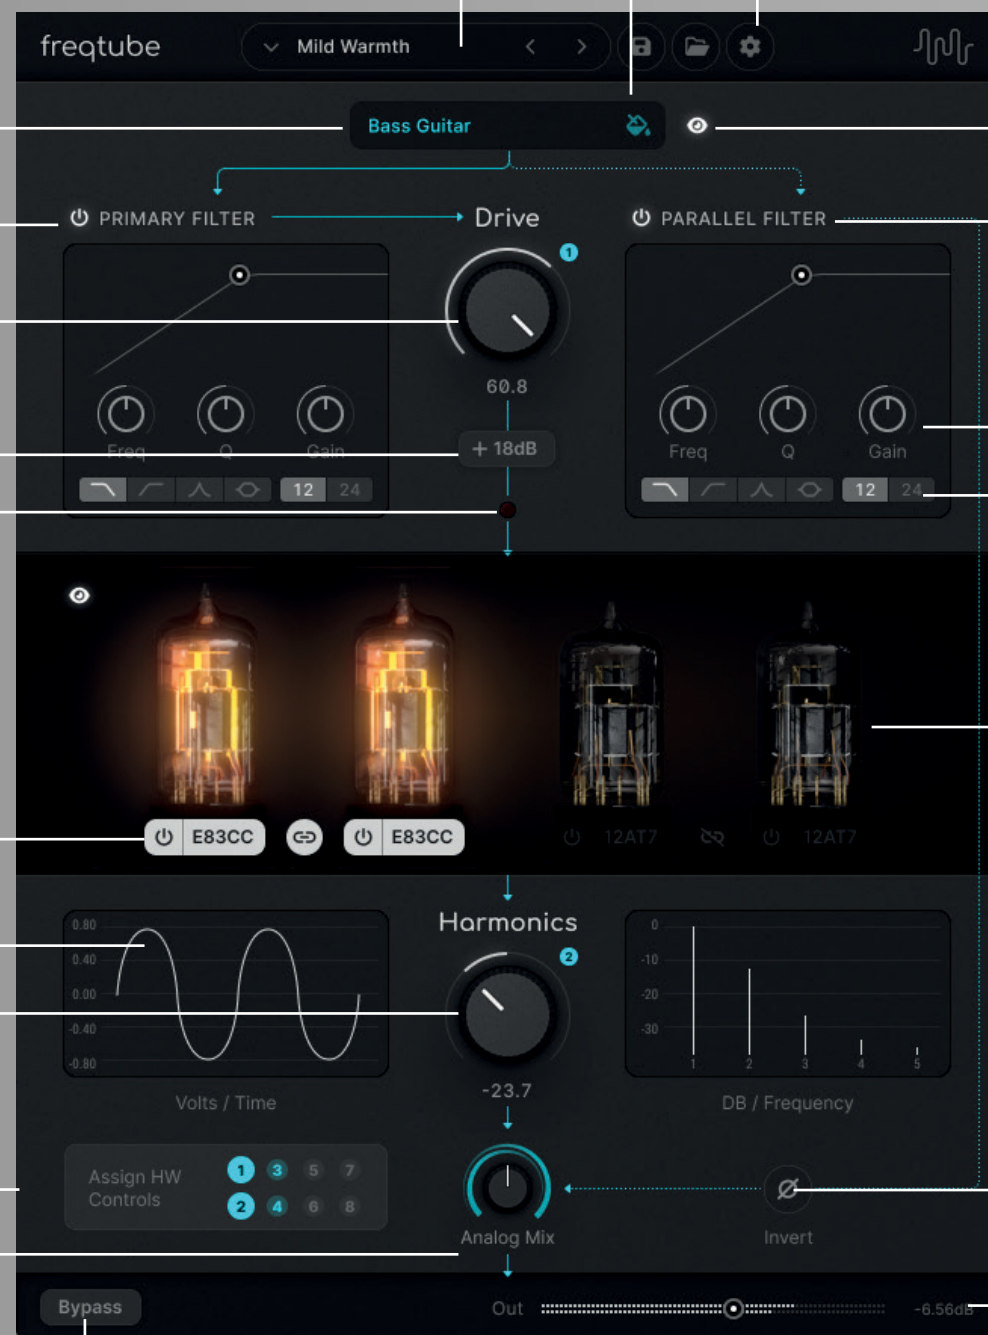 freqtube
Mild Warmth
Bass Guitar
PRIMARY FILTER
Drive
PARALLEL FILTER
1
60.8
Freq Q Gain
+ 18dB
Freq Q Gain
12 24
12 24
E83CC
E83CC
12AT7
12AT7
0.80
0.40
0.00
-0.40
-0.80
Volts / Time
Harmonics
2
-23.7
0
-10
-20
-30
1 2 3 4 5
DB / Frequency
Assign HW
Controls
1 3 5 7
2 4 6 8
Analog Mix
Invert
Bypass
Out
-6.56dB